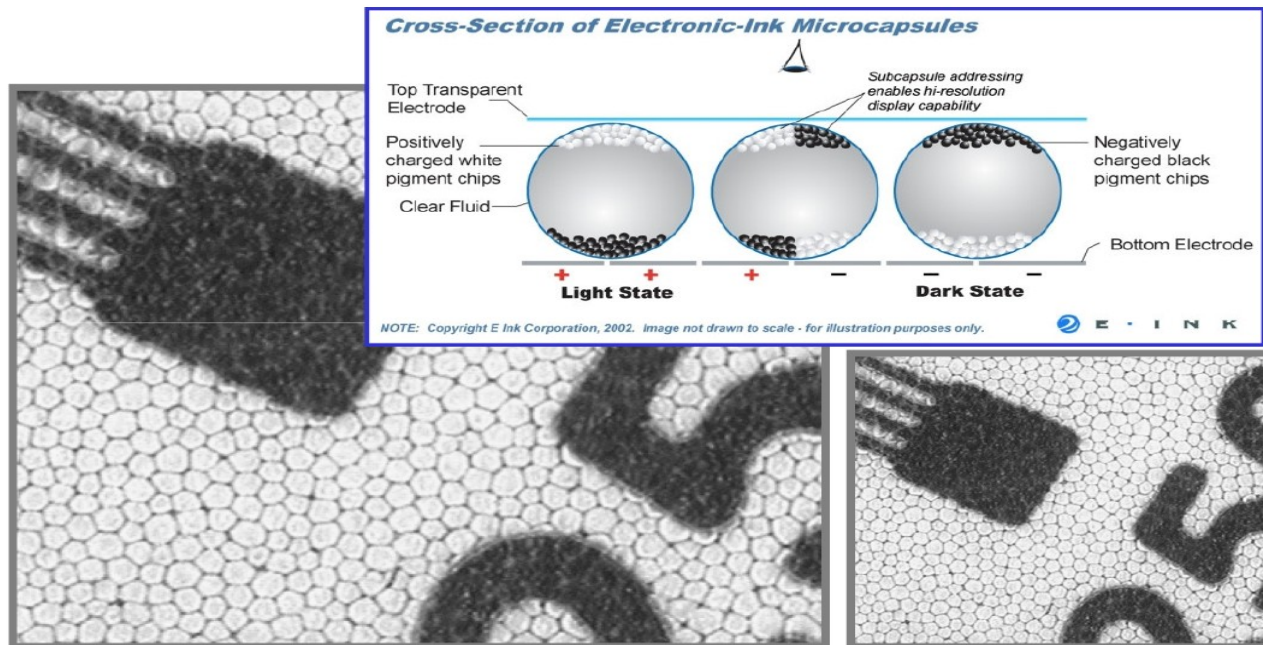 Cross-Section of Electronic-Ink Microcapsules
Subcapsule addressing
enables hi-resolution
display capability
Top Transparent
Electrode
Positively
charged white
pigment chips
Clear Fluid
Negatively
charged black
pigment chips
Bottom Electrode
+ + + − − −
Light State
Dark State
NOTE: Copyright E Ink Corporation, 2002. Image not drawn to scale - for illustration purposes only.
E · I N K
5
5